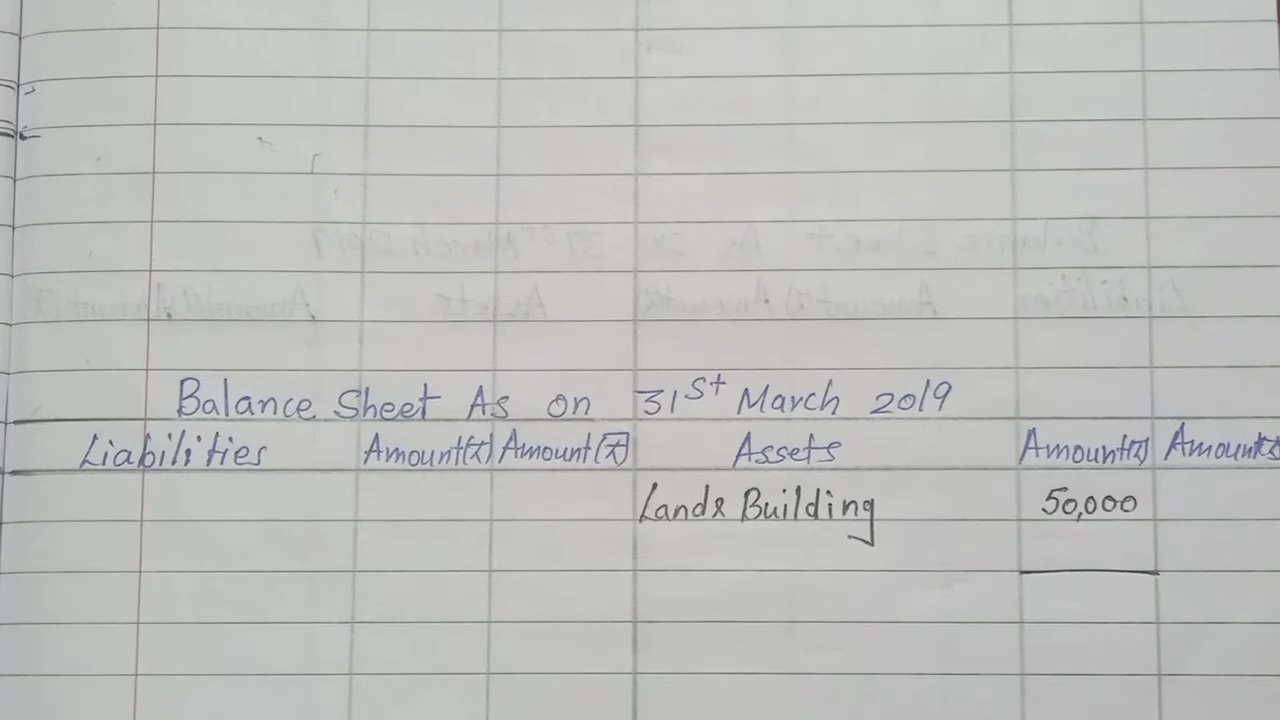 Balance Sheet As on 31st March 2019
Liabilities Amount(₹) Amount(₹) Assets Amount(₹) Amount(₹
Land & Building 50,000